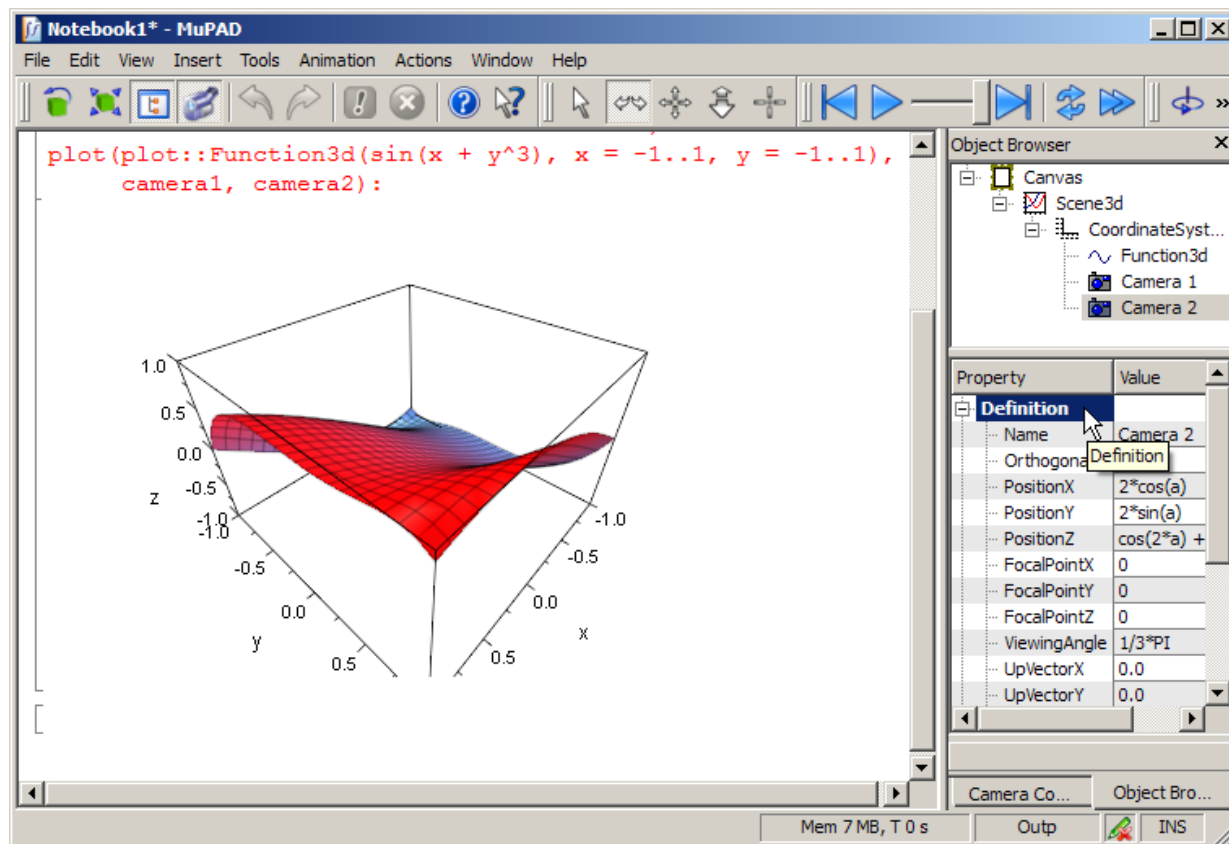 Notebook1* - MuPAD
File Edit View Insert Tools Animation Actions Window Help
plot(plot::Function3d(sin(x + y^3), x = -1..1, y = -1..1),
camera1, camera2):
1.0
0.5
0.0
-0.5
-1.0
z
-1.0
-0.5
0.0
0.5
y
-1.0
-0.5
0.0
0.5
x
Object Browser
Canvas
Scene3d
CoordinateSyst...
Function3d
Camera 1
Camera 2
Property Value
Definition
Name Camera 2
Orthogona
Definition
PositionX 2*cos(a)
PositionY 2*sin(a)
PositionZ cos(2*a) +
FocalPointX 0
FocalPointY 0
FocalPointZ 0
ViewingAngle 1/3*PI
UpVectorX 0.0
UpVectorY 0.0
Camera Co... Object Bro...
Mem 7 MB, T 0 s Outp INS